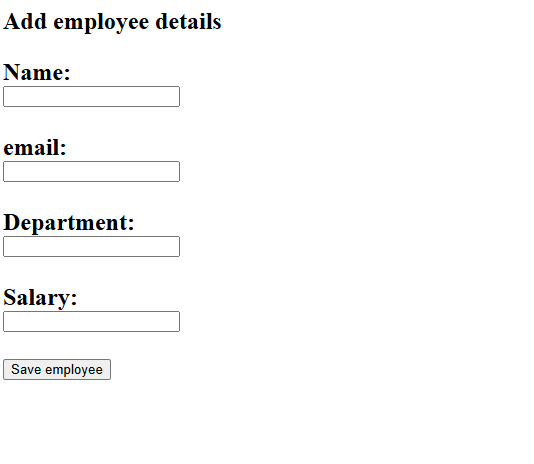 Add employee details
Name:
email:
Department:
Salary:
Save employee